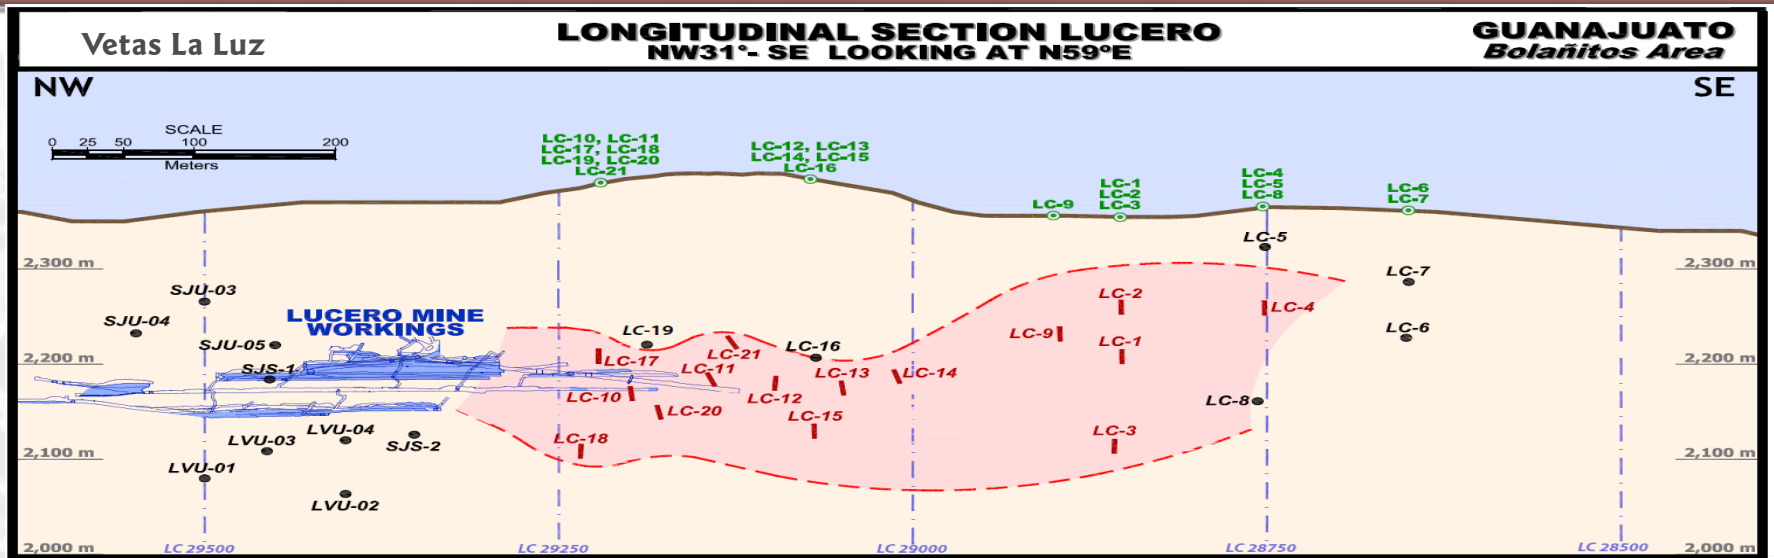 Vetas La Luz
LONGITUDINAL SECTION LUCERO
NW31°- SE LOOKING AT N59ºE
GUANAJUATO
Bolañitos Area
NW
SE
SCALE
0 25 50 100 200
Meters
LC-10, LC-11
LC-17, LC-18
LC-19, LC-20
LC-21
LC-12, LC-13
LC-14, LC-15
LC-16
LC-9
LC-1
LC-2
LC-3
LC-4
LC-5
LC-8
LC-6
LC-7
LC-5
2,300 m
2,300 m
LC-7
SJU-03
LC-2
LC-4
SJU-04
LUCERO MINE
WORKINGS
LC-19
LC-9
LC-6
SJU-05
LC-16
LC-1
LC-21
2,200 m
2,200 m
LC-17
SJS-1
LC-11
LC-13
LC-14
LC-10
LC-12
LC-8
LC-20
LC-15
LVU-04
LVU-03
SJS-2
LC-18
LC-3
2,100 m
2,100 m
LVU-01
LVU-02
2,000 m
LC 29500
LC 29250
LC 29000
LC 28750
LC 28500
2,000 m